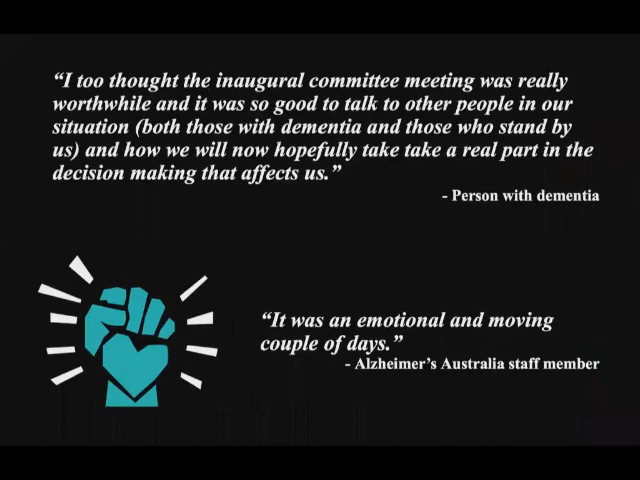 “I too thought the inaugural committee meeting was really
worthwhile and it was so good to talk to other people in our
situation (both those with dementia and those who stand by
us) and how we will now hopefully take take a real part in the
decision making that affects us.”
- Person with dementia
“It was an emotional and moving
couple of days.”
- Alzheimer’s Australia staff member